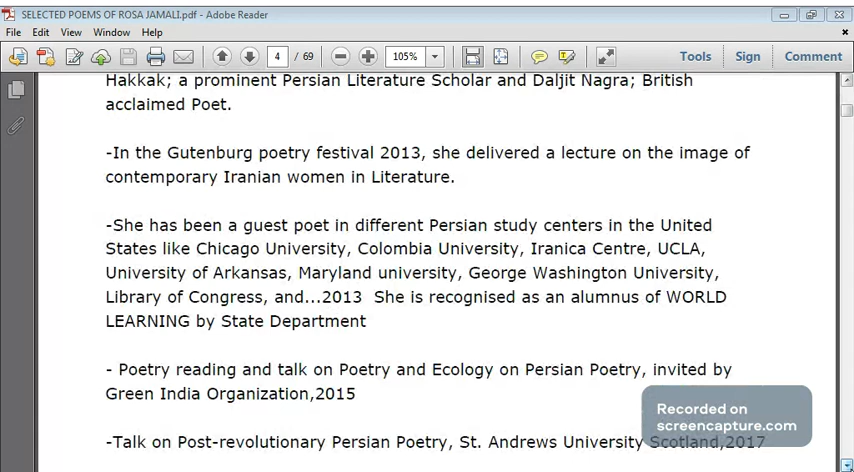 SELECTED POEMS OF ROSA JAMALI.pdf - Adobe Reader
File Edit View Window Help
4 / 69 105% Tools Sign Comment
Hakkak; a prominent Persian Literature Scholar and Daljit Nagra; British
acclaimed Poet.
-In the Gutenburg poetry festival 2013, she delivered a lecture on the image of
contemporary Iranian women in Literature.
-She has been a guest poet in different Persian study centers in the United
States like Chicago University, Colombia University, Iranica Centre, UCLA,
University of Arkansas, Maryland university, George Washington University,
Library of Congress, and...2013 She is recognised as an alumnus of WORLD
LEARNING by State Department
- Poetry reading and talk on Poetry and Ecology on Persian Poetry, invited by
Green India Organization,2015
Recorded on
screencapture.com
-Talk on Post-revolutionary Persian Poetry, St. Andrews University Scotland,2017